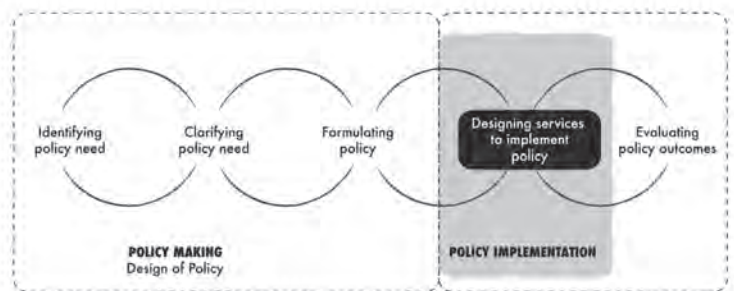 Identifying
policy need
Clarifying
policy need
Formulating
policy
Designing services
to implement
policy
Evaluating
policy outcomes
POLICY MAKING
Design of Policy
POLICY IMPLEMENTATION